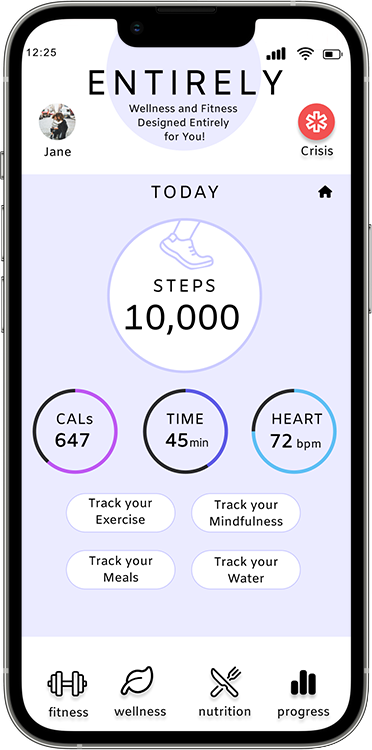 12:25
ENTIRELY
Wellness and Fitness
Designed Entirely
for You!
Jane
Crisis
TODAY
STEPS
10,000
CALs
647
TIME
45min
HEART
72 bpm
Track your
Exercise
Track your
Mindfulness
Track your
Meals
Track your
Water
fitness
wellness
nutrition
progress